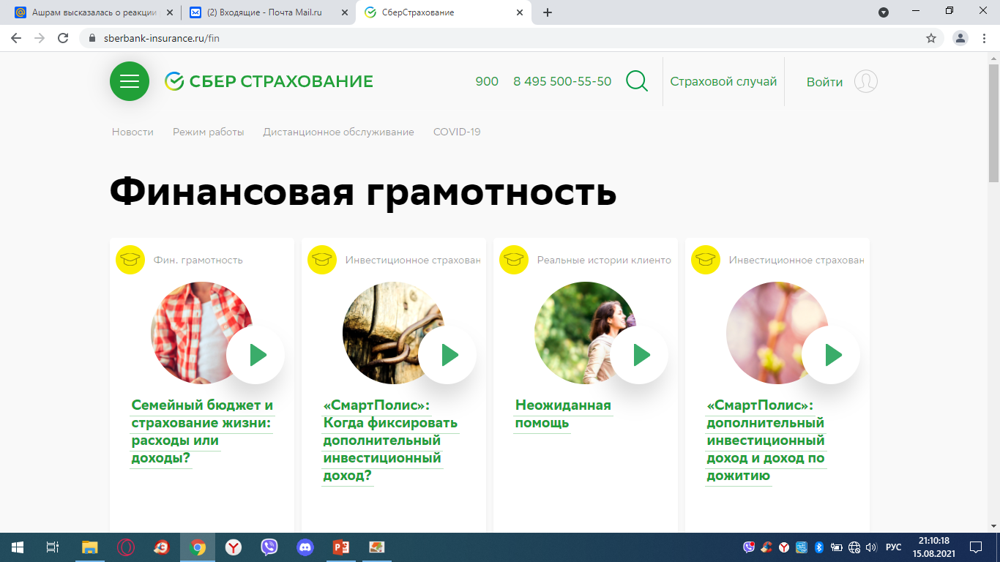 Ашрам высказалась о реакции
(2) Входящие - Почта Mail.ru
СберСтрахование
sberbank-insurance.ru/fin
СБЕР СТРАХОВАНИЕ
900
8 495 500-55-50
Страховой случай
Войти
Новости
Режим работы
Дистанционное обслуживание
COVID-19
Финансовая грамотность
Фин. грамотность
Семейный бюджет и
страхование жизни:
расходы или
доходы?
Инвестиционное страхован
«СмартПолис»:
Когда фиксировать
дополнительный
инвестиционный
доход?
Реальные истории клиенто
Неожиданная
помощь
Инвестиционное страхован
«СмартПолис»:
дополнительный
инвестиционный
доход и доход по
дожитию
РУС
21:10:18
15.08.2021